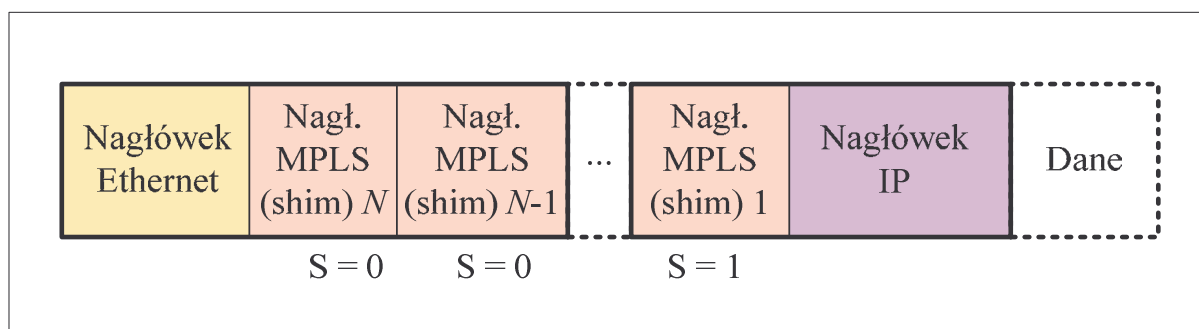 Nagłówek
Ethernet
Nagł.
MPLS
(shim) N
Nagł.
MPLS
(shim) N-1
...
Nagł.
MPLS
(shim) 1
Nagłówek
IP
Dane
S = 0
S = 0
S = 1